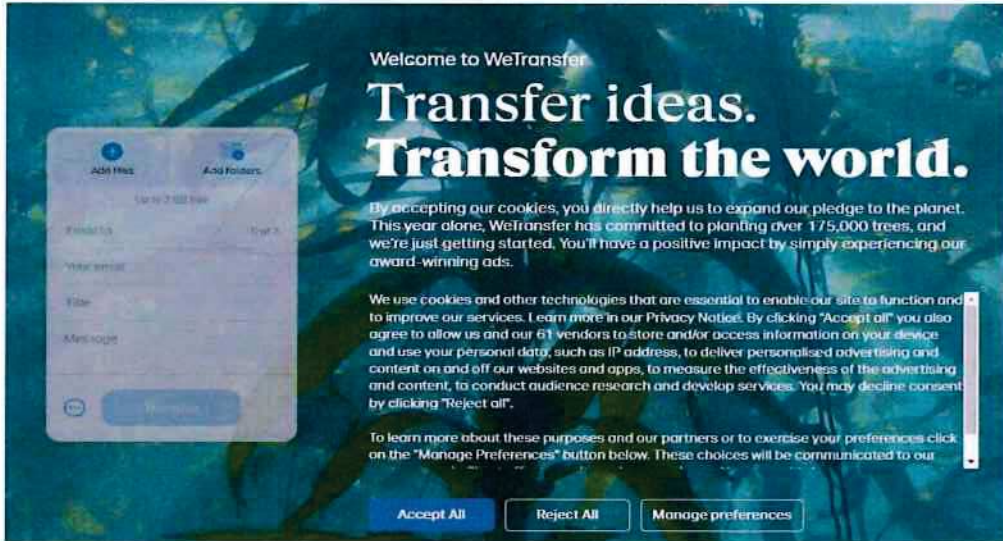 Welcome to WeTransfer
Transfer ideas.
Transform the world.
Add files
Add folders
Up to 2 GB free
Email to
Your email
Title
Message
By accepting our cookies, you directly help us to expand our pledge to the planet.
This year alone, WeTransfer has committed to planting over 175,000 trees, and
we're just getting started. You'll have a positive impact by simply experiencing our
award-winning ads.
We use cookies and other technologies that are essential to enable our site to function and
to improve our services. Learn more in our Privacy Notice. By clicking "Accept all" you also
agree to allow us and our 61 vendors to store and/or access information on your device
and use your personal data, such as IP address, to deliver personalised advertising and
content on and off our websites and apps, to measure the effectiveness of the advertising
and content, to conduct audience research and develop services. You may decline consent
by clicking "Reject all".
To learn more about these purposes and our partners or to exercise your preferences click
on the "Manage Preferences" button below. These choices will be communicated to our
Accept All
Reject All
Manage preferences